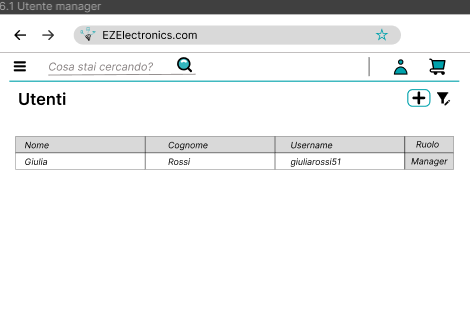 6.1 Utente manager
EZElectronics.com
Cosa stai cercando?
Utenti
Nome Cognome Username Ruolo
Giulia Rossi giuliarossi51 Manager